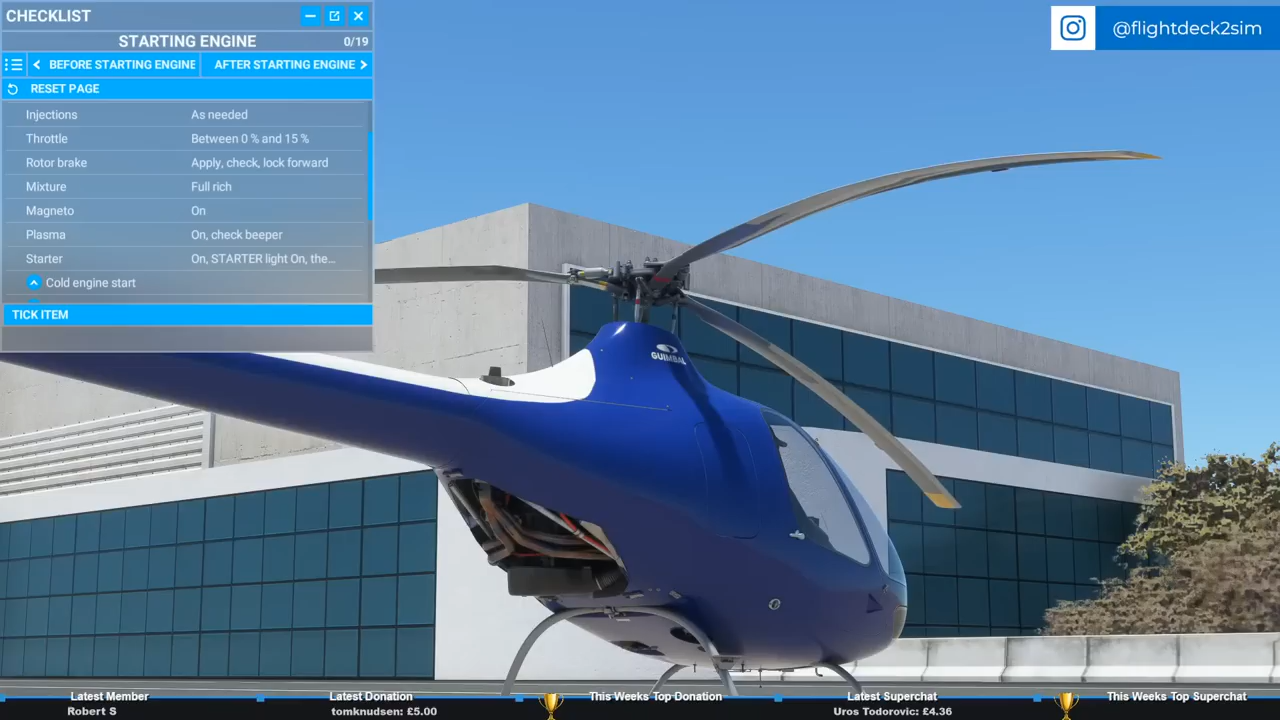 CHECKLIST
STARTING ENGINE 0/19
BEFORE STARTING ENGINE AFTER STARTING ENGINE
RESET PAGE
Injections As needed
Throttle Between 0 % and 15 %
Rotor brake Apply, check, lock forward
Mixture Full rich
Magneto On
Plasma On, check beeper
Starter On, STARTER light On, the...
Cold engine start
TICK ITEM
@flightdeck2sim
GUIMBAL
Latest Member
Robert S
Latest Donation
tomknudsen: £5.00
This Weeks Top Donation
Latest Superchat
Uros Todorovic: £4.36
This Weeks Top Superchat